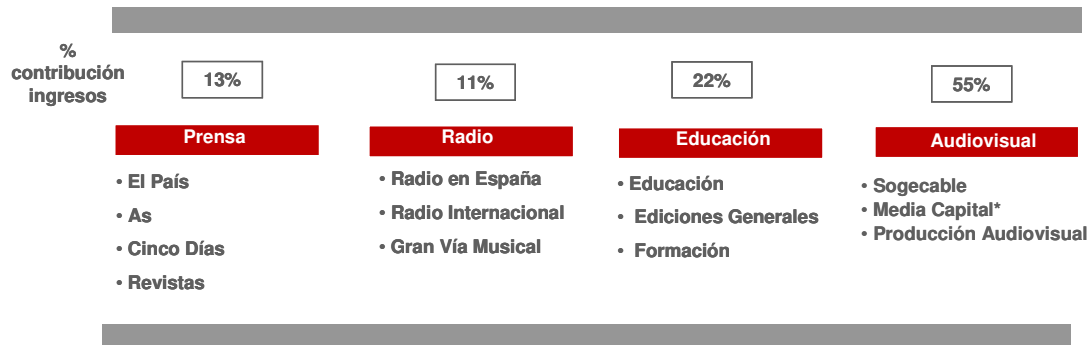 %
contribución
ingresos
13%
11%
22%
55%
Prensa
Radio
Educación
Audiovisual
• El País
• As
• Cinco Días
• Revistas
• Radio en España
• Radio Internacional
• Gran Vía Musical
• Educación
• Ediciones Generales
• Formación
• Sogecable
• Media Capital*
• Producción Audiovisual